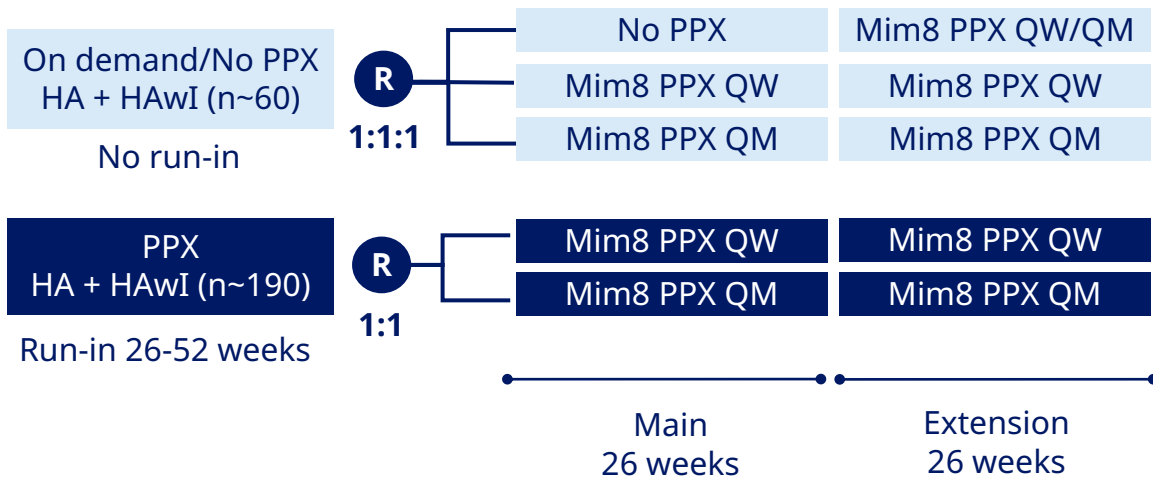 On demand/No PPX
HA + HAwI (n~60)
No run-in
R
1:1:1
No PPX
Mim8 PPX QW/QM
Mim8 PPX QW
Mim8 PPX QW
Mim8 PPX QM
Mim8 PPX QM
PPX
HA + HAwI (n~190)
Run-in 26-52 weeks
R
1:1
Mim8 PPX QW
Mim8 PPX QW
Mim8 PPX QM
Mim8 PPX QM
Main
26 weeks
Extension
26 weeks